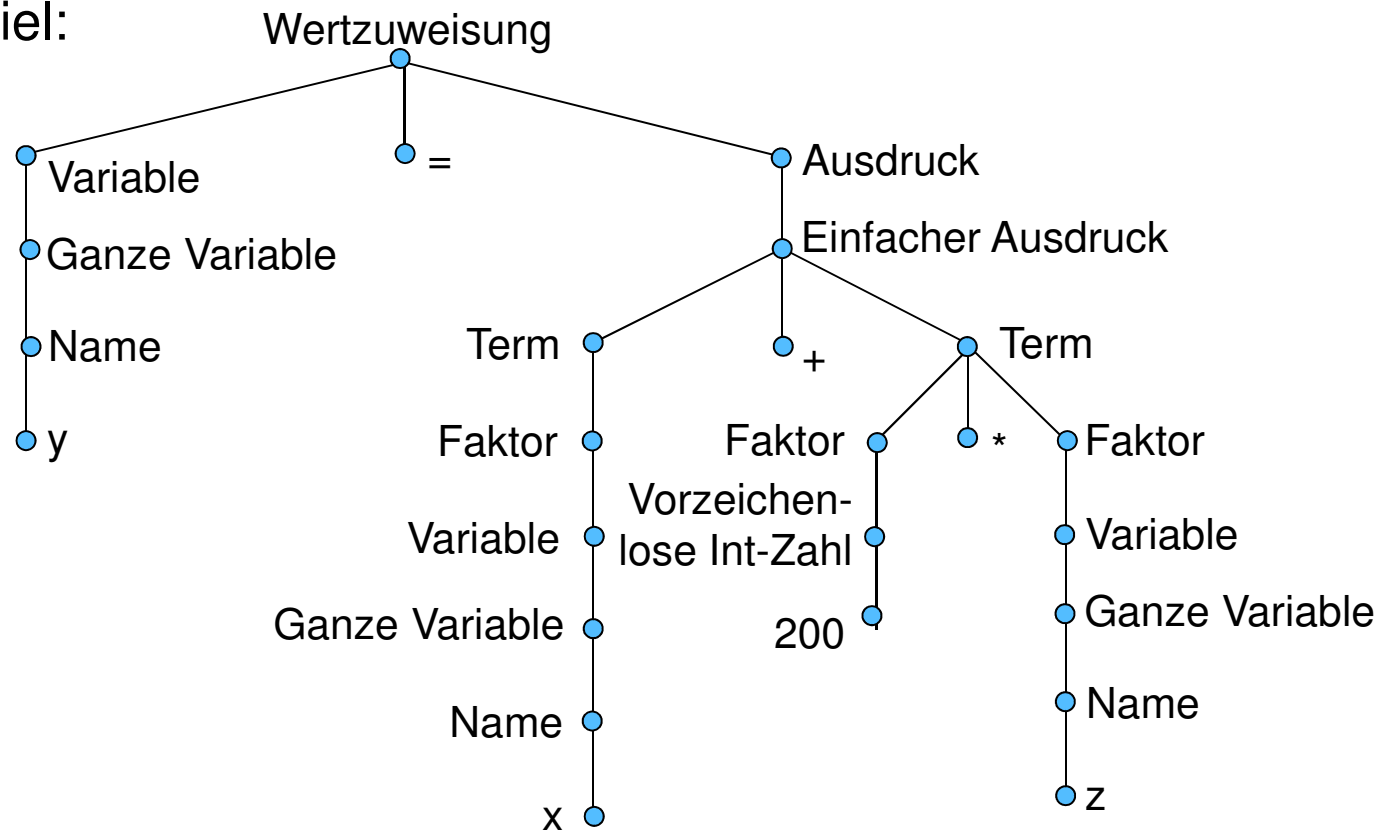 iel:
Wertzuweisung
Variable
=
Ausdruck
Ganze Variable
Einfacher Ausdruck
Name
Term
+
Term
y
Faktor
Faktor
*
Faktor
Vorzeichen-
lose Int-Zahl
Variable
Variable
Ganze Variable
200
Ganze Variable
Name
Name
x
z